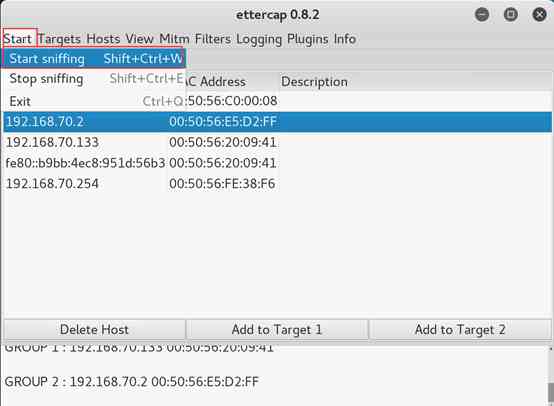 ettercap 0.8.2
Start Targets Hosts View Mitm Filters Logging Plugins Info
Start sniffing Shift+Ctrl+W
Stop sniffing Shift+Ctrl+E
Exit Ctrl+Q
AC Address Description
:50:56:C0:00:08
192.168.70.2 00:50:56:E5:D2:FF
192.168.70.133 00:50:56:20:09:41
fe80::b9bb:4ec8:951d:56b3 00:50:56:20:09:41
192.168.70.254 00:50:56:FE:38:F6
Delete Host Add to Target 1 Add to Target 2
GROUP 1 : 192.168.70.133 00:50:56:20:09:41
GROUP 2 : 192.168.70.2 00:50:56:E5:D2:FF